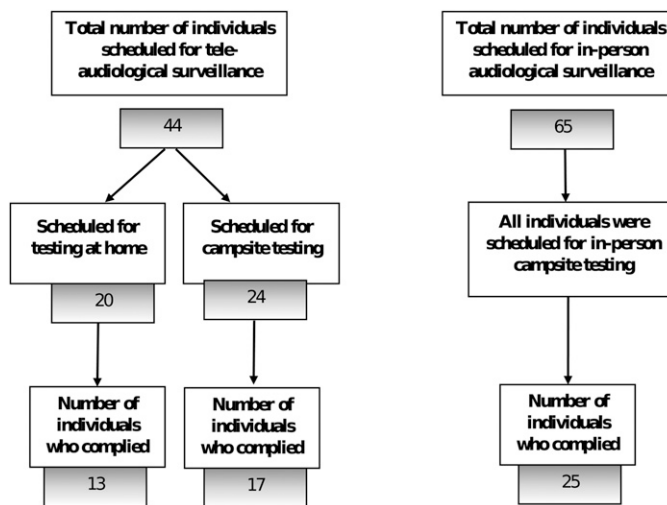 Total number of individuals
scheduled for tele-
audiological surveillance
44
Scheduled for
testing at home
20
Scheduled for
campsite testing
24
Number of
individuals
who complied
13
Number of
individuals
who complied
17
Total number of individuals
scheduled for in-person
audiological surveillance
65
All individuals were
scheduled for in-person
campsite testing
Number of
individuals
who complied
25